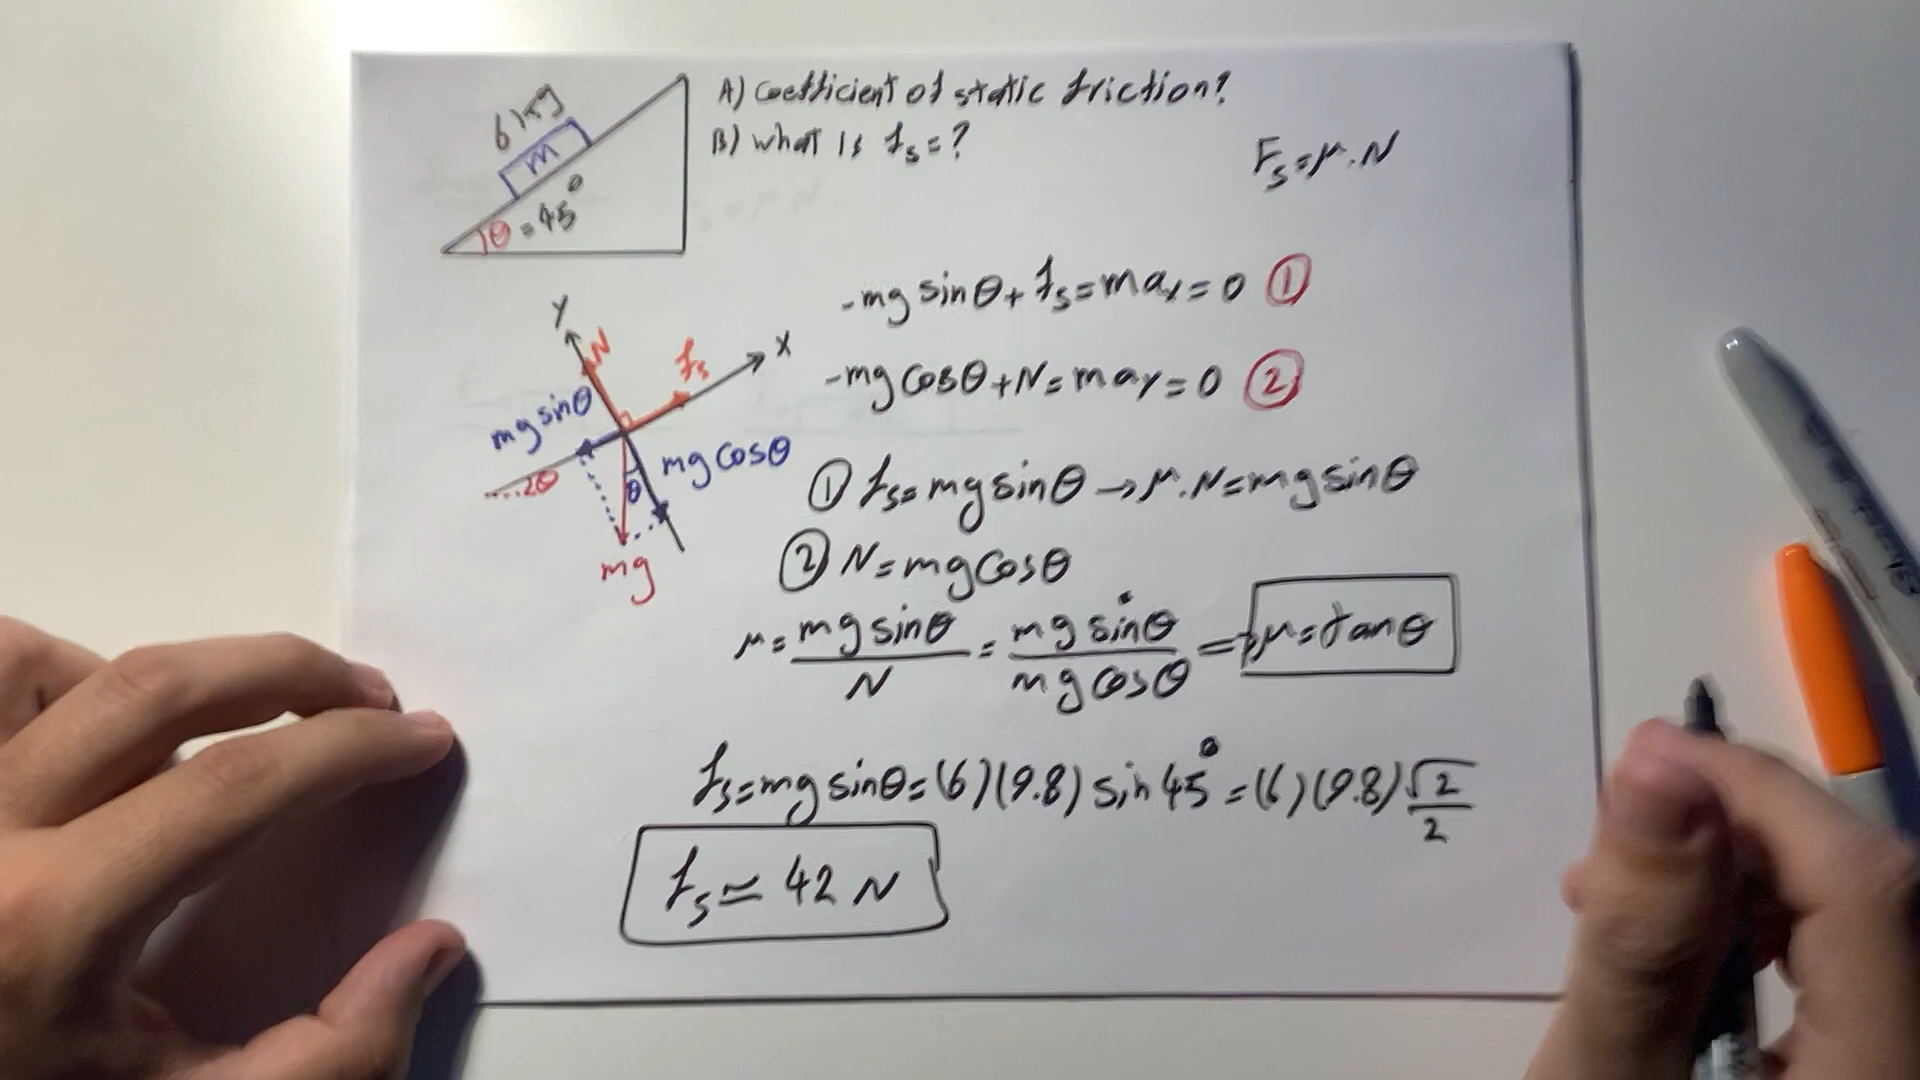 6kg
m
θ = 45°
A) Coefficient of static friction?
B) what is fs=?
Fs=μ.N
-mg sinθ + fs = max = 0 ①
-mg cosθ + N = may = 0 ②
Y
N
fs
X
mg sinθ
mg cosθ
θ
mg
① fs = mg sinθ → μ.N = mg sinθ
② N = mg cosθ
μ = mg sinθ / N = mg sinθ / mg cosθ ⇒ μ = tanθ
fs = mg sinθ = (6)(9.8) sin 45° = (6)(9.8) √2 / 2
fs ≃ 42 N